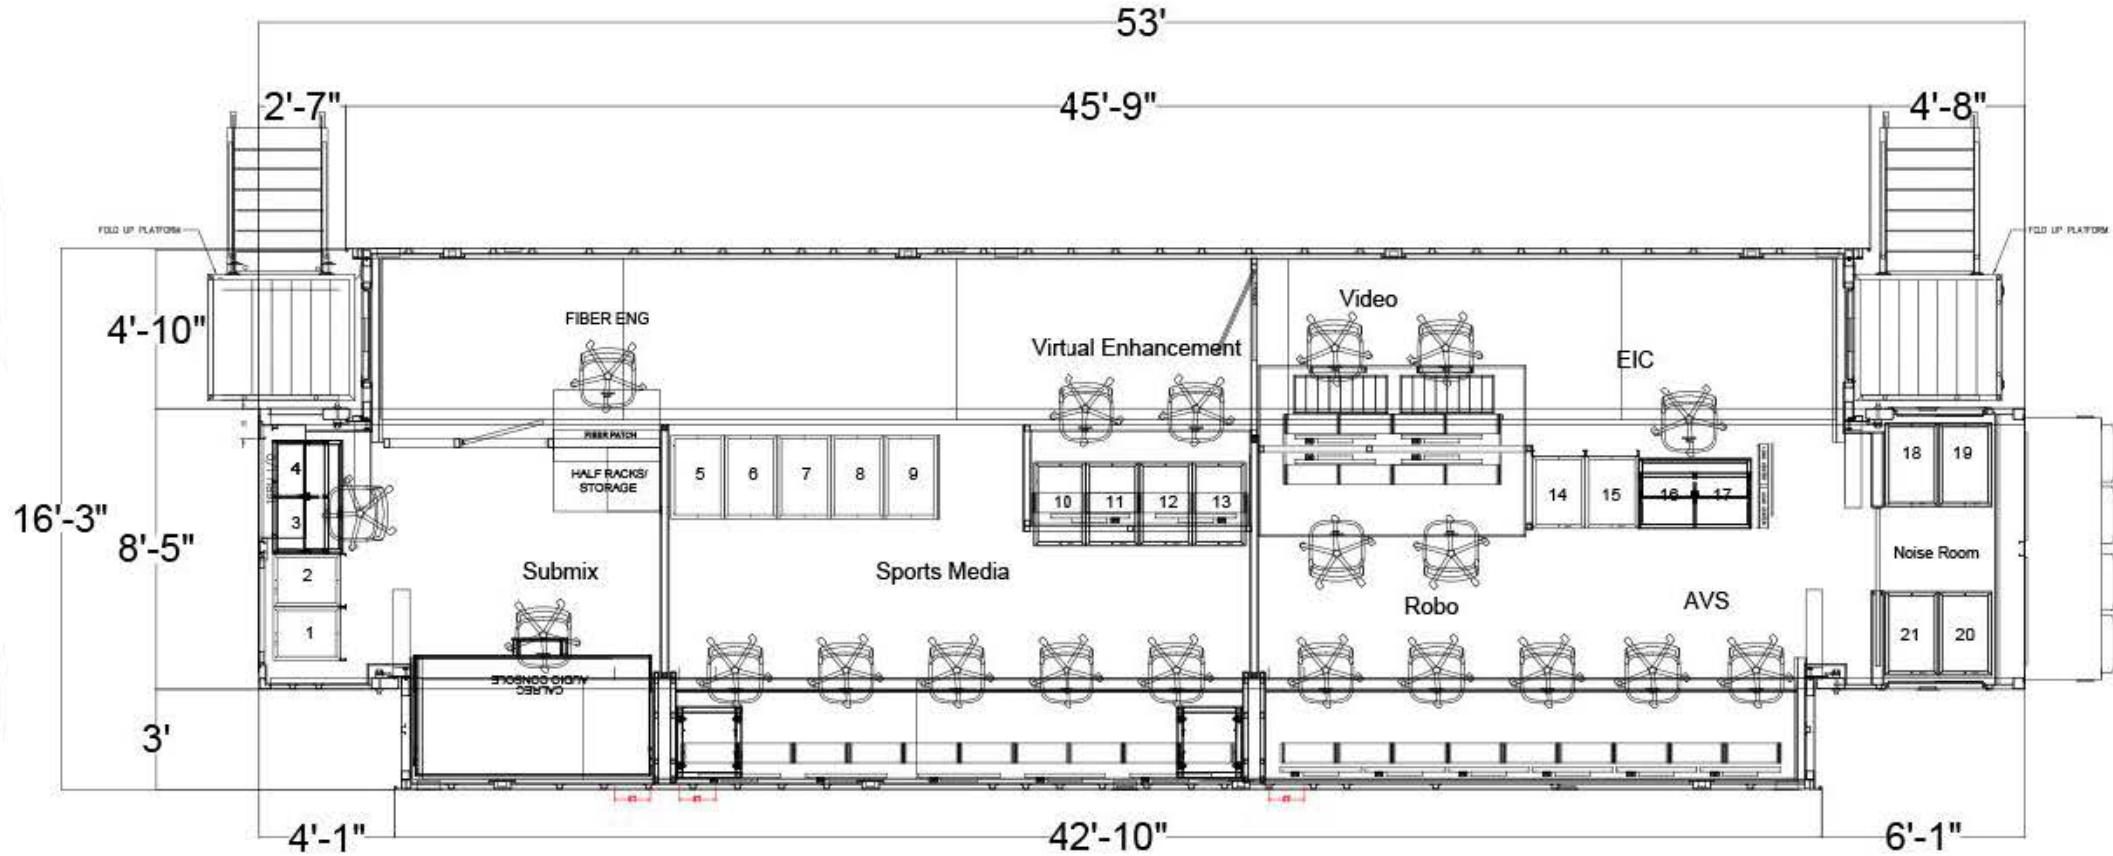 53'
2'-7"
45'-9"
4'-8"
FOLD UP PLATFORM
FOLD UP PLATFORM
4'-10"
FIBER ENG
Virtual Enhancement
Video
EIC
FIBER PATCH
HALF RACKS/
STORAGE
4
3
2
1
5
6
7
8
9
10
11
12
13
14
15
16
17
18
19
16'-3"
8'-5"
Submix
Sports Media
Robo
AVS
Noise Room
21
20
CALREC
AUDIO CONSOLE
3'
4'-1"
42'-10"
6'-1"